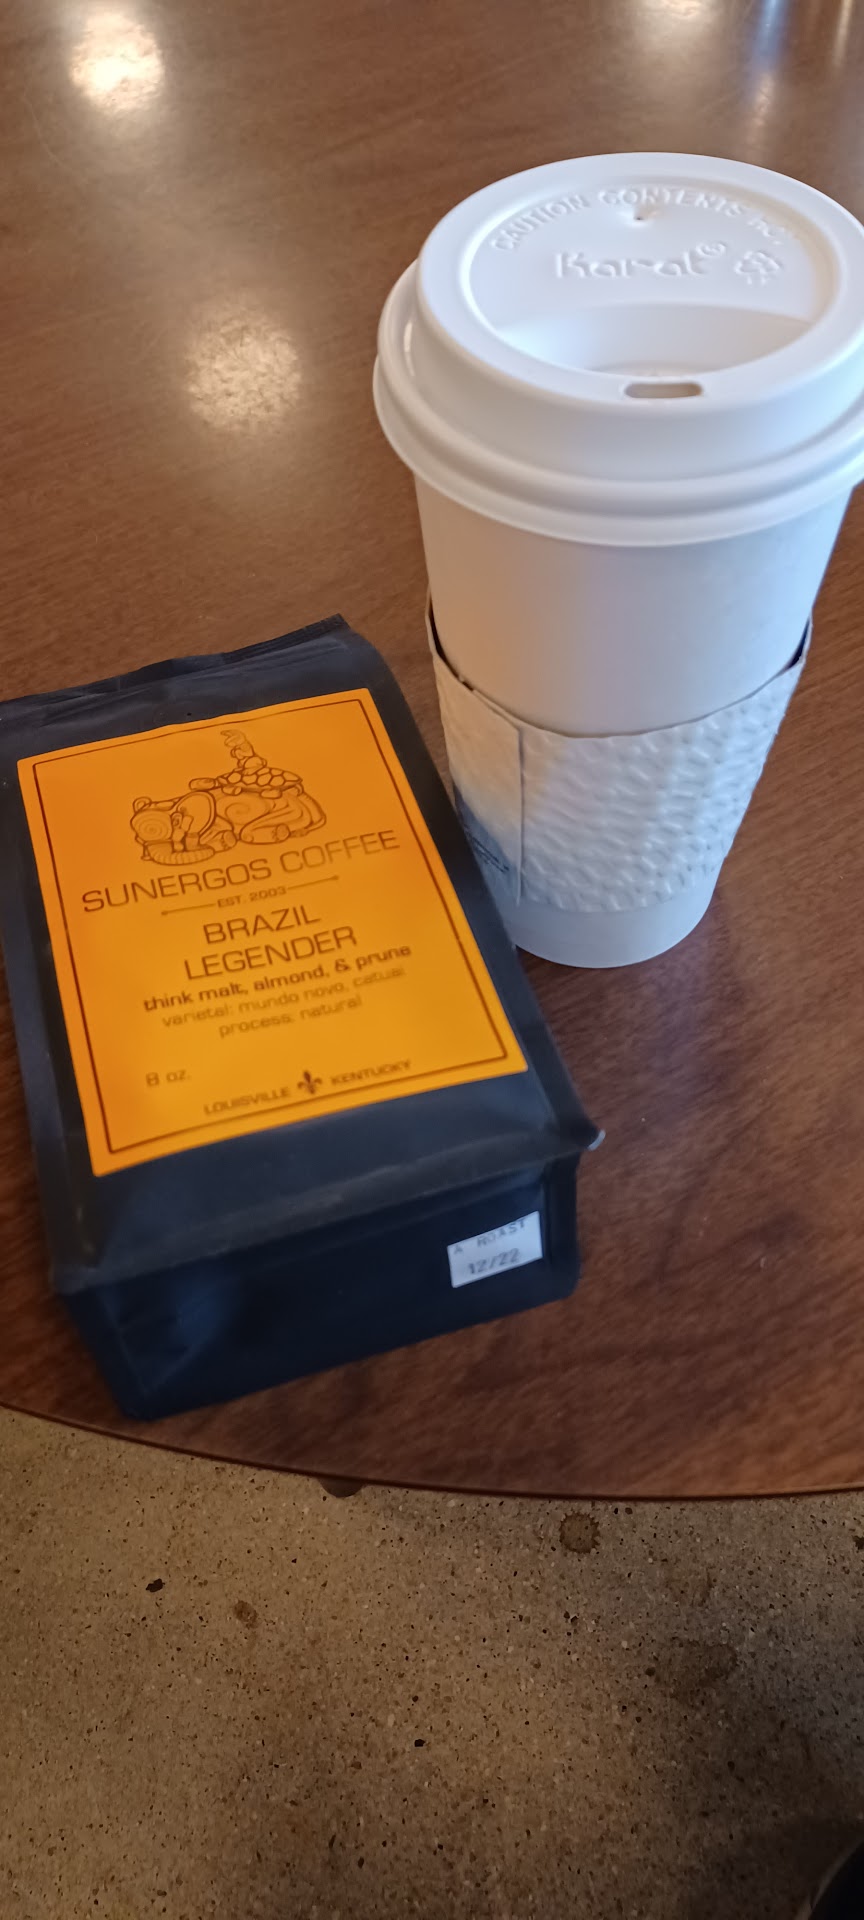 CAUTION CONTENTS
Karat®
SUNERGOS COFFEE
EST. 2003
BRAZIL
LEGENDER
think malt, almond, & prune
varietal: mundo novo, catuai
process: natural
8 oz.
LOUISVILLE KENTUCKY
A ROAST
12/22